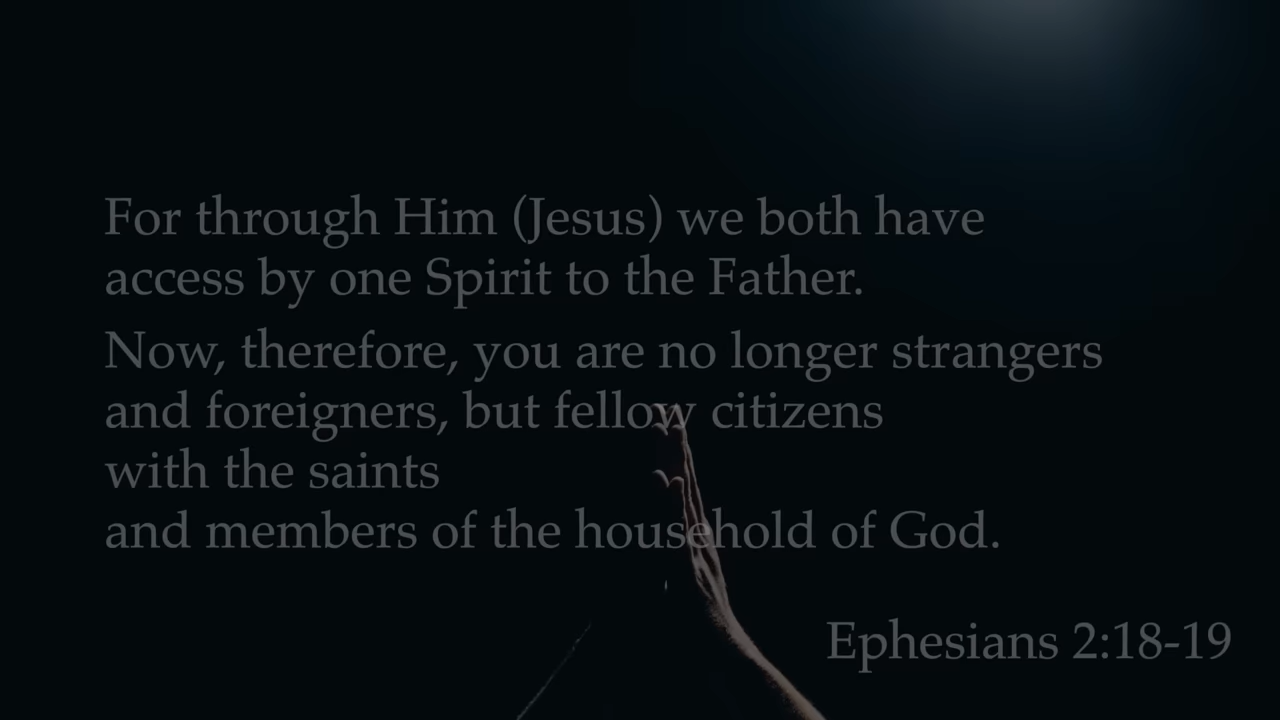 For through Him (Jesus) we both have
access by one Spirit to the Father.
Now, therefore, you are no longer strangers
and foreigners, but fellow citizens
with the saints
and members of the household of God.
Ephesians 2:18-19